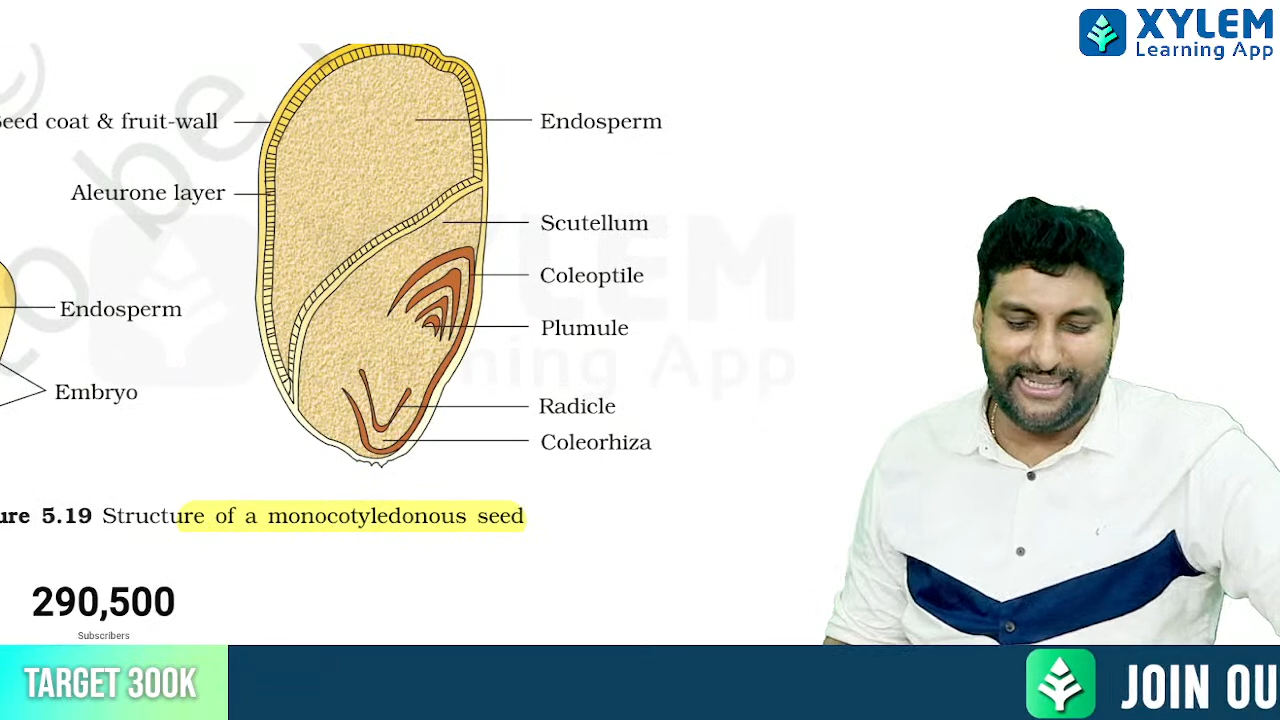 XYLEM
Learning App
Seed coat & fruit-wall
Endosperm
Aleurone layer
Scutellum
Coleoptile
Endosperm
Plumule
Embryo
Radicle
Coleorhiza
ure 5.19 Structure of a monocotyledonous seed
290,500
Subscribers
TARGET 300K
JOIN OU